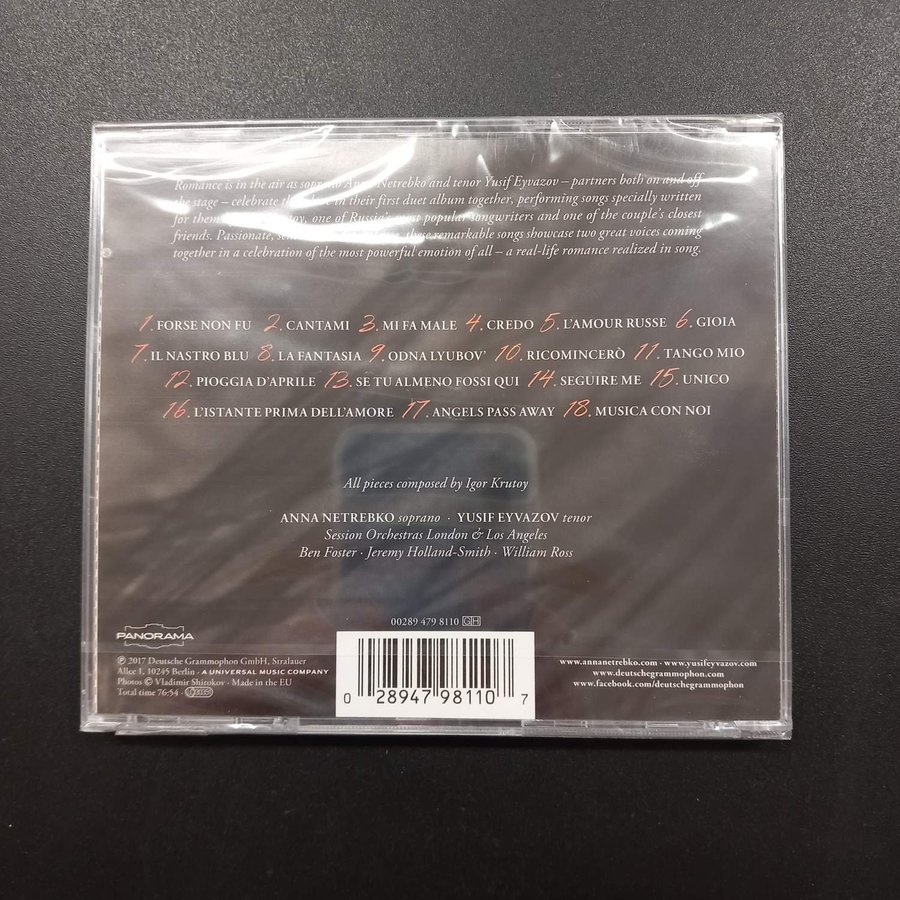 Romance is in the air as soprano Anna Netrebko and tenor Yusif Eyvazov – partners both on and off
the stage – celebrate their love in their first duet album together, performing songs specially written
for them by Igor Krutoy, one of Russia's most popular songwriters and one of the couple's closest
friends. Passionate, these remarkable songs showcase two great voices coming
together in a celebration of the most powerful emotion of all – a real-life romance realized in song.
1. FORSE NON FU 2. CANTAMI 3. MI FA MALE 4. CREDO 5. L'AMOUR RUSSE 6. GIOIA
7. IL NASTRO BLU 8. LA FANTASIA 9. ODNA LYUBOV' 10. RICOMINCERÒ 11. TANGO MIO
12. PIOGGIA D'APRILE 13. SE TU ALMENO FOSSI QUI 14. SEGUIRE ME 15. UNICO
16. L'ISTANTE PRIMA DELL'AMORE 17. ANGELS PASS AWAY 18. MUSICA CON NOI
All pieces composed by Igor Krutoy
ANNA NETREBKO soprano · YUSIF EYVAZOV tenor
Session Orchestras London & Los Angeles
Ben Foster · Jeremy Holland-Smith · William Ross
00289 479 8110 GH
PANORAMA
℗ 2017 Deutsche Grammophon GmbH, Stralauer
Allee 1, 10245 Berlin · A UNIVERSAL MUSIC COMPANY
Photos © Vladimir Shirokov · Made in the EU
Total time 76:54
0 28947 98110 7
www.annanetrebko.com · www.yusifeyvazov.com
www.deutschegrammophon.com
www.facebook.com/deutschegrammophon